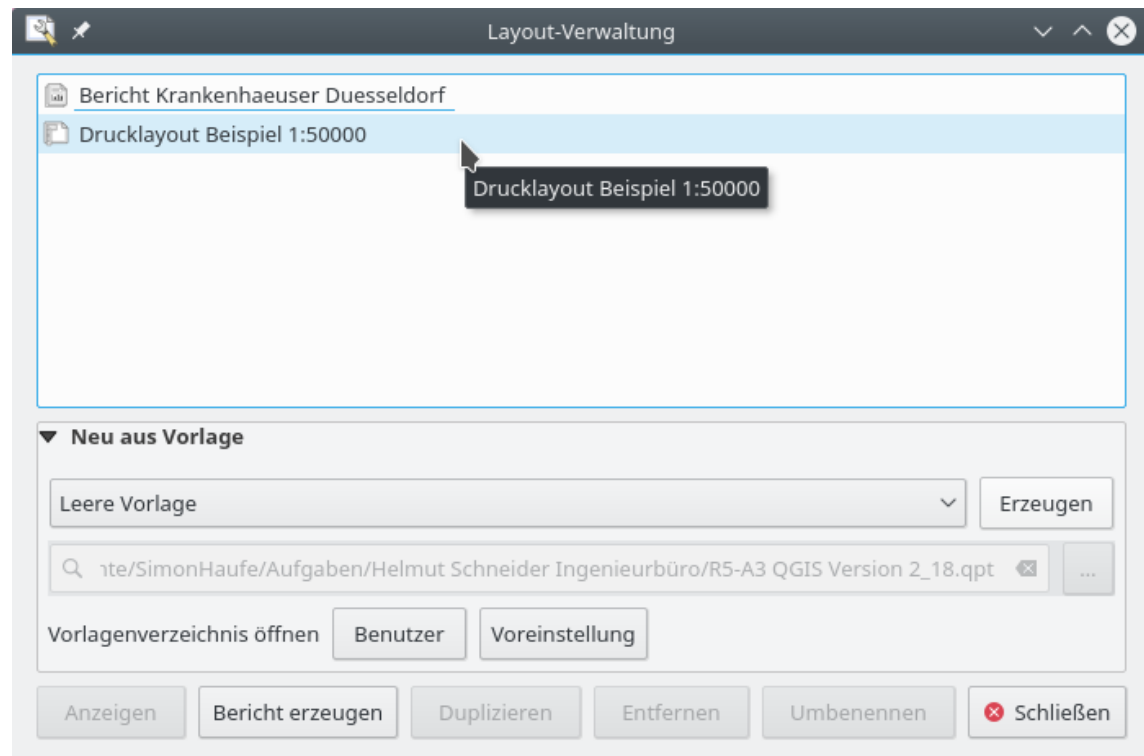 Layout-Verwaltung
Bericht Krankenhaeuser Duesseldorf
Drucklayout Beispiel 1:50000
Drucklayout Beispiel 1:50000
Neu aus Vorlage
Leere Vorlage
Erzeugen
nte/SimonHaufe/Aufgaben/Helmut Schneider Ingenieurbüro/R5-A3 QGIS Version 2_18.qpt
...
Vorlagenverzeichnis öffnen Benutzer Voreinstellung
Anzeigen Bericht erzeugen Duplizieren Entfernen Umbenennen Schließen